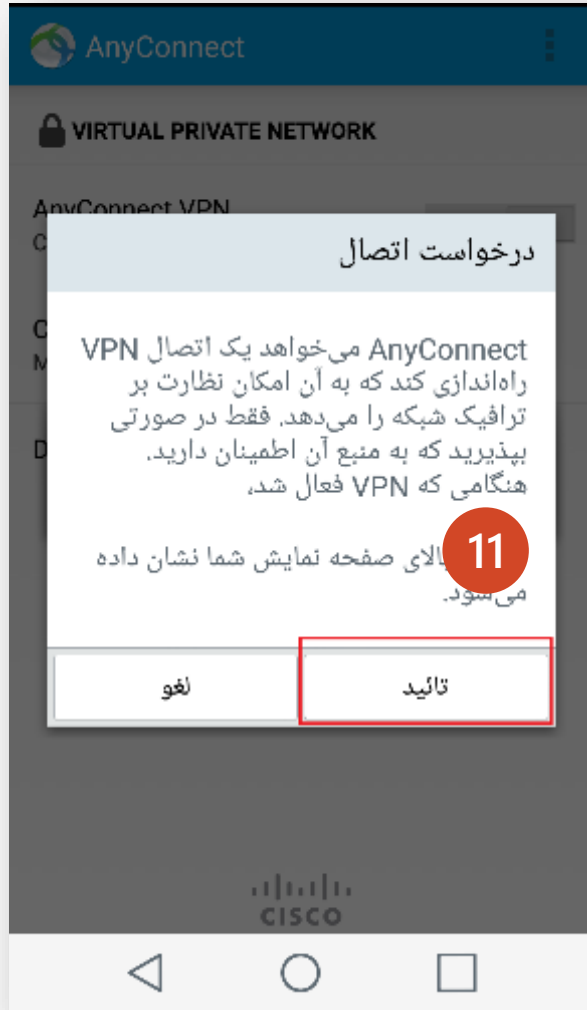 AnyConnect
VIRTUAL PRIVATE NETWORK
AnyConnect VPN
C
درخواست اتصال
C
M
AnyConnect می‌خواهد یک اتصال VPN
راه‌اندازی کند که به آن امکان نظارت بر
ترافیک شبکه را می‌دهد. فقط در صورتی
بپذیرید که به منبع آن اطمینان دارید.
D
هنگامی که VPN فعال شد،
11
بالای صفحه نمایش شما نشان داده
می‌شود.
تائید
لغو
CISCO